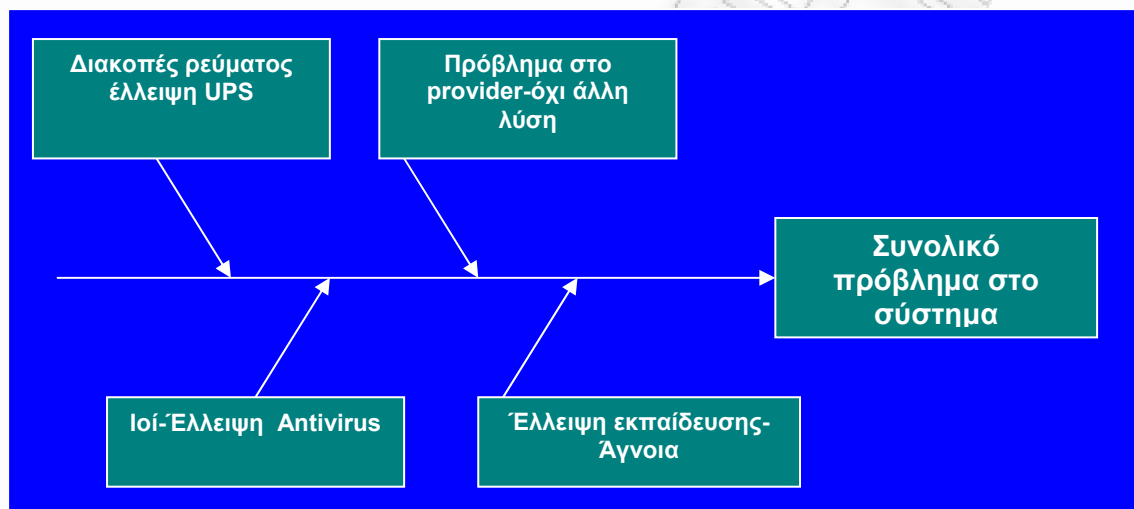 Διακοπές ρεύματος
έλλειψη UPS
Πρόβλημα στο
provider-όχι άλλη
λύση
Συνολικό
πρόβλημα στο
σύστημα
Ιοί-Έλλειψη Antivirus
Έλλειψη εκπαίδευσης-
Άγνοια